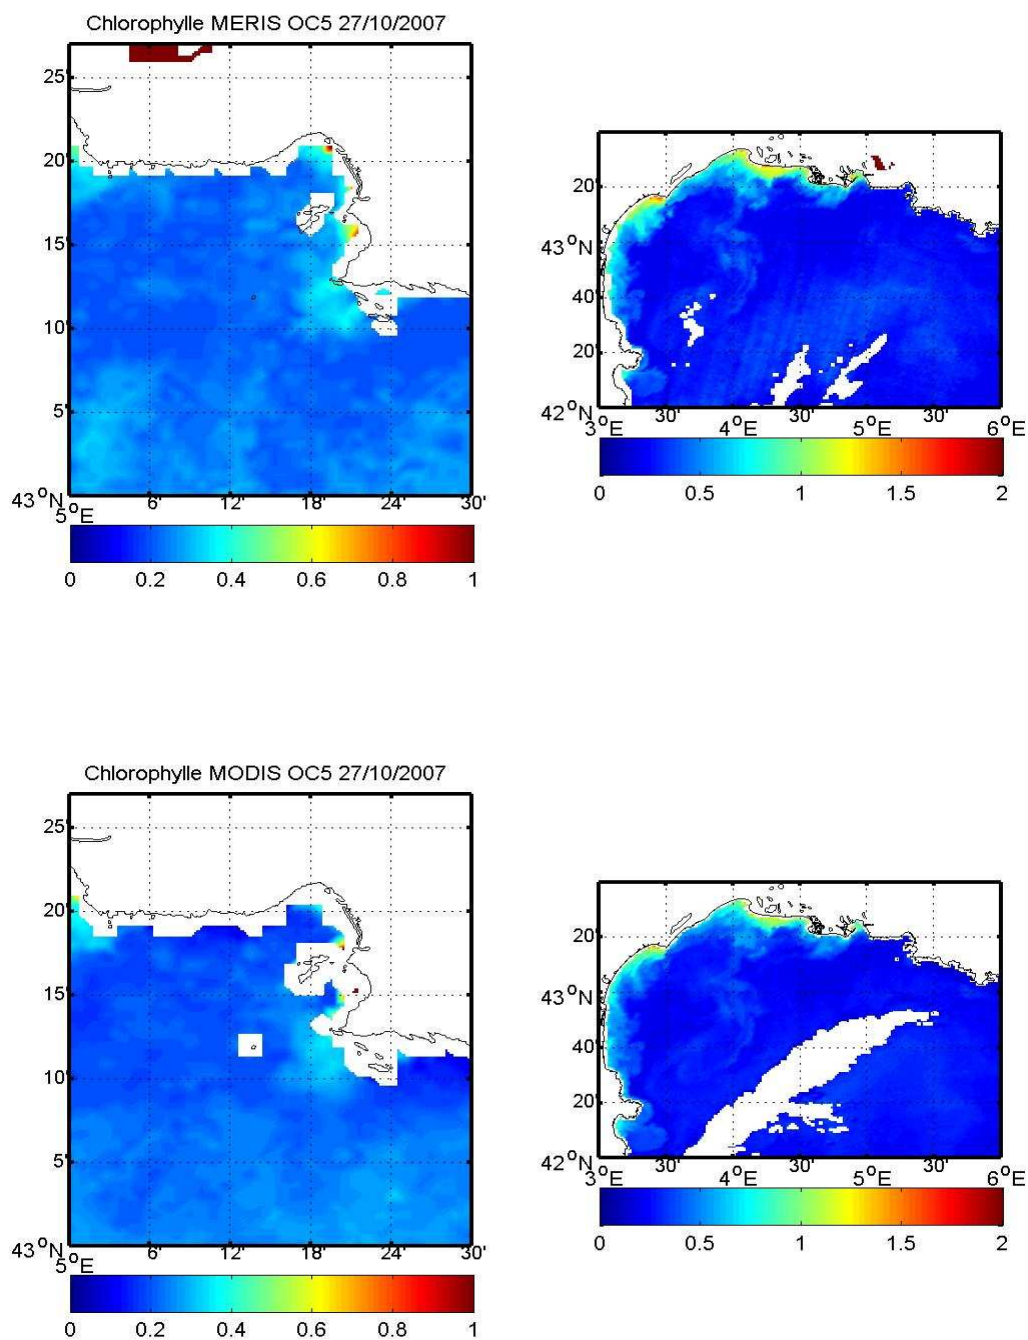 Chlorophylle MERIS OC5 27/10/2007
25'
20'
15'
10'
5'
43°N
5°E
6'
12'
18'
24'
30'
0 0.2 0.4 0.6 0.8 1
20'
43°N
40'
20'
42°N
3°E
30'
4°E
30'
5°E
30'
6°E
0 0.5 1 1.5 2
Chlorophylle MODIS OC5 27/10/2007
25'
20'
15'
10'
5'
43°N
5°E
6'
12'
18'
24'
30'
0 0.2 0.4 0.6 0.8 1
20'
43°N
40'
20'
42°N
3°E
30'
4°E
30'
5°E
30'
6°E
0 0.5 1 1.5 2